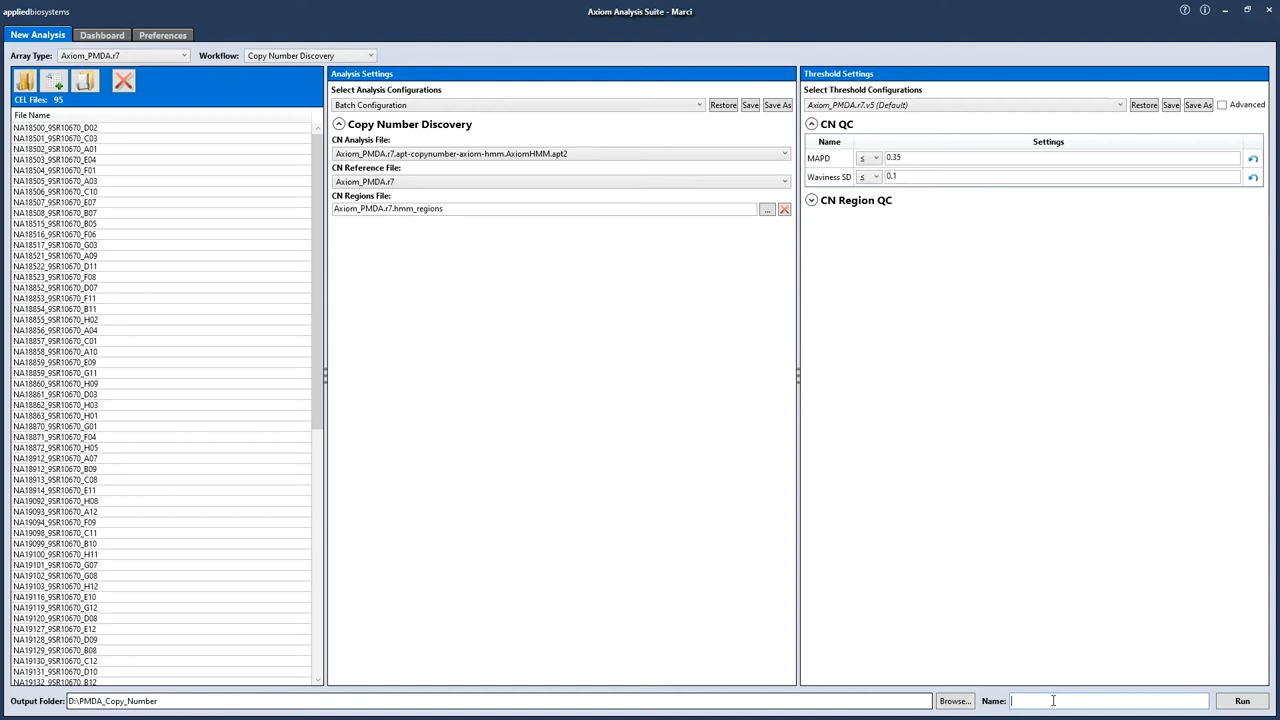 appliedbiosystems
Axiom Analysis Suite - Marci
New Analysis
Dashboard
Preferences
Array Type: Axiom_PMDA.r7 Workflow: Copy Number Discovery
CEL Files: 95
File Name
NA18500_9SR10670_D02
NA18501_9SR10670_C03
NA18502_9SR10670_A01
NA18503_9SR10670_E04
NA18504_9SR10670_F01
NA18505_9SR10670_A03
NA18506_9SR10670_C10
NA18507_9SR10670_E07
NA18508_9SR10670_B07
NA18515_9SR10670_B05
NA18516_9SR10670_F06
NA18517_9SR10670_G03
NA18521_9SR10670_A09
NA18522_9SR10670_D11
NA18523_9SR10670_F08
NA18852_9SR10670_D07
NA18853_9SR10670_F11
NA18854_9SR10670_B11
NA18855_9SR10670_H02
NA18856_9SR10670_A04
NA18857_9SR10670_C01
NA18858_9SR10670_A10
NA18859_9SR10670_E09
NA18859_9SR10670_G11
NA18860_9SR10670_H09
NA18861_9SR10670_D03
NA18862_9SR10670_H03
NA18863_9SR10670_H01
NA18870_9SR10670_G01
NA18871_9SR10670_F04
NA18872_9SR10670_H05
NA18912_9SR10670_A07
NA18912_9SR10670_B09
NA18913_9SR10670_C08
NA18914_9SR10670_E11
NA19092_9SR10670_H08
NA19093_9SR10670_A12
NA19094_9SR10670_F09
NA19098_9SR10670_C11
NA19099_9SR10670_B10
NA19100_9SR10670_H11
NA19101_9SR10670_G07
NA19102_9SR10670_G08
NA19103_9SR10670_H12
NA19116_9SR10670_E10
NA19119_9SR10670_G12
NA19120_9SR10670_D08
NA19127_9SR10670_E12
NA19128_9SR10670_D09
NA19129_9SR10670_B08
NA19130_9SR10670_C12
NA19131_9SR10670_D10
NA19132_9SR10670_B12
Analysis Settings
Select Analysis Configurations
Batch Configuration
Restore
Save
Save As
Copy Number Discovery
CN Analysis File:
Axiom_PMDA.r7.apt-copynumber-axiom-hmm.AxiomHMM.apt2
CN Reference File:
Axiom_PMDA.r7
CN Regions File:
Axiom_PMDA.r7.hmm_regions
...
Threshold Settings
Select Threshold Configurations
Axiom_PMDA.r7.v5 (Default)
Restore
Save
Save As
Advanced
CN QC
Name Settings
MAPD ≤ 0.35
Waviness SD ≤ 0.1
CN Region QC
Output Folder: D:\PMDA_Copy_Number
Browse...
Name:
Run